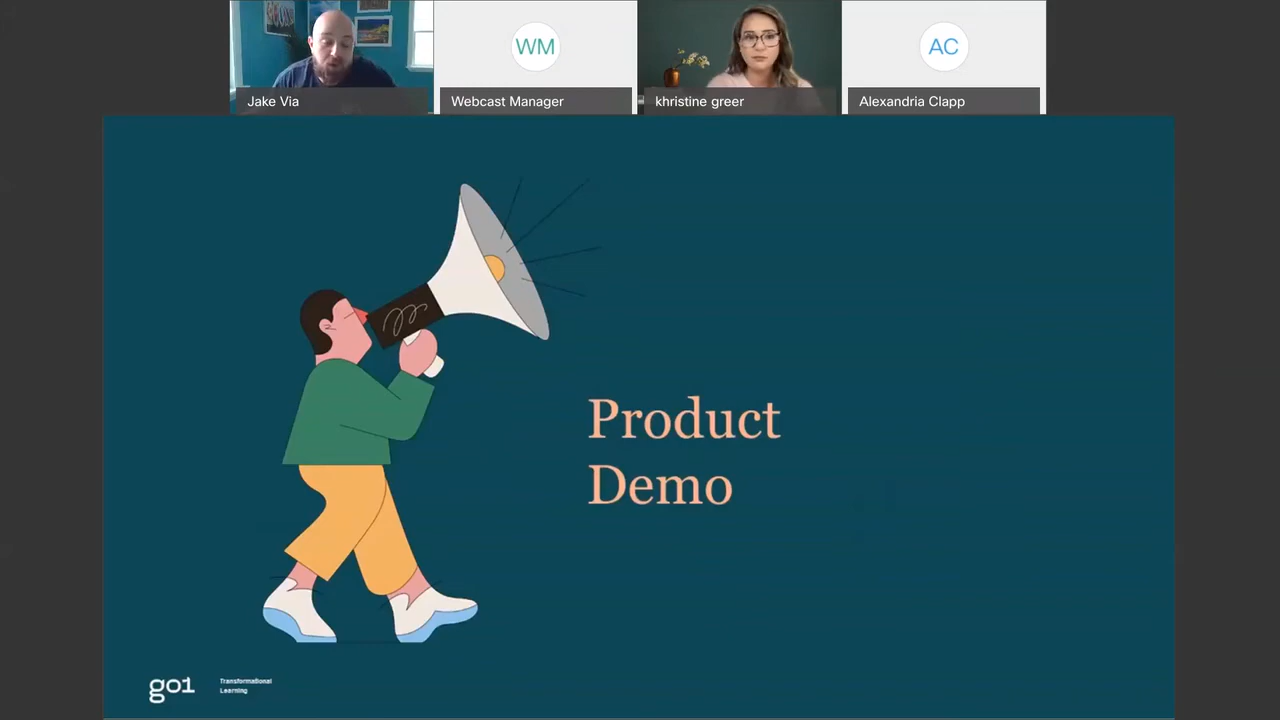 WM
AC
Jake Via
Webcast Manager
khristine greer
Alexandria Clapp
Product
Demo
go1
Transformational
Learning